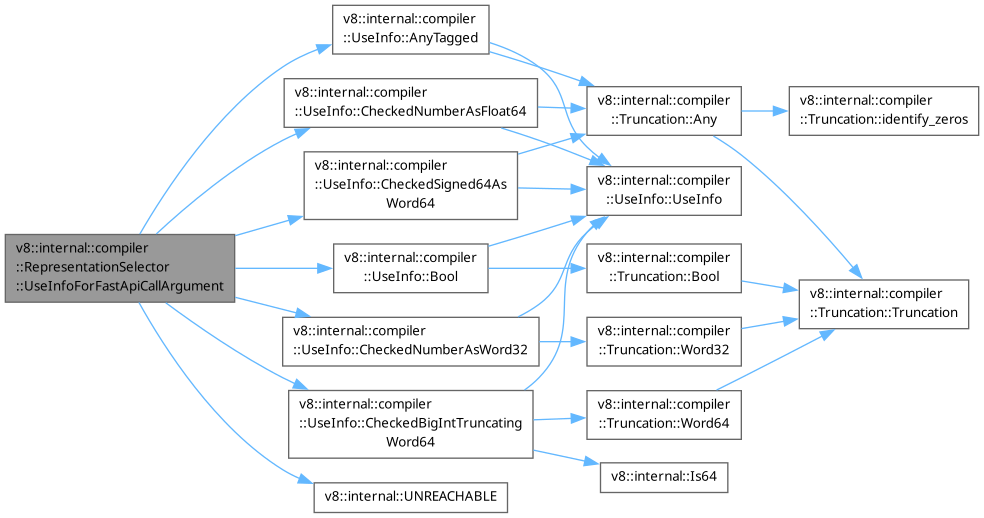 v8::internal::compiler
::RepresentationSelector
::UseInfoForFastApiCallArgument
v8::internal::compiler
::UseInfo::AnyTagged
v8::internal::compiler
::UseInfo::CheckedNumberAsFloat64
v8::internal::compiler
::UseInfo::CheckedSigned64As
Word64
v8::internal::compiler
::UseInfo::Bool
v8::internal::compiler
::UseInfo::CheckedNumberAsWord32
v8::internal::compiler
::UseInfo::CheckedBigIntTruncating
Word64
v8::internal::UNREACHABLE
v8::internal::compiler
::Truncation::Any
v8::internal::compiler
::UseInfo::UseInfo
v8::internal::compiler
::Truncation::Bool
v8::internal::compiler
::Truncation::Word32
v8::internal::compiler
::Truncation::Word64
v8::internal::Is64
v8::internal::compiler
::Truncation::identify_zeros
v8::internal::compiler
::Truncation::Truncation